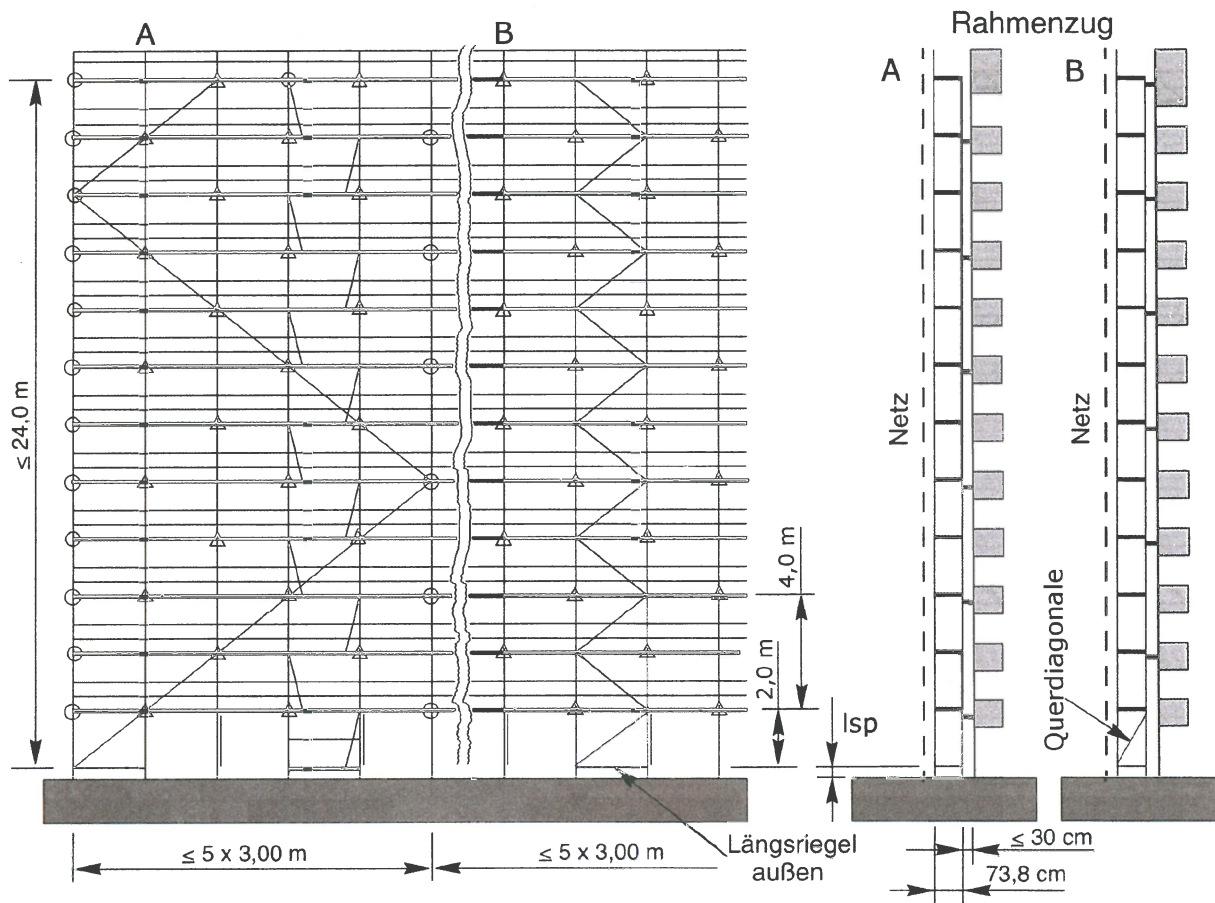 Rahmenzug
A
B
A
B
≤ 24,0 m
Netz
Netz
4,0 m
2,0 m
lsp
Querdiagonale
Längsriegel
außen
≤ 5 x 3,00 m
≤ 5 x 3,00 m
≤ 30 cm
73,8 cm